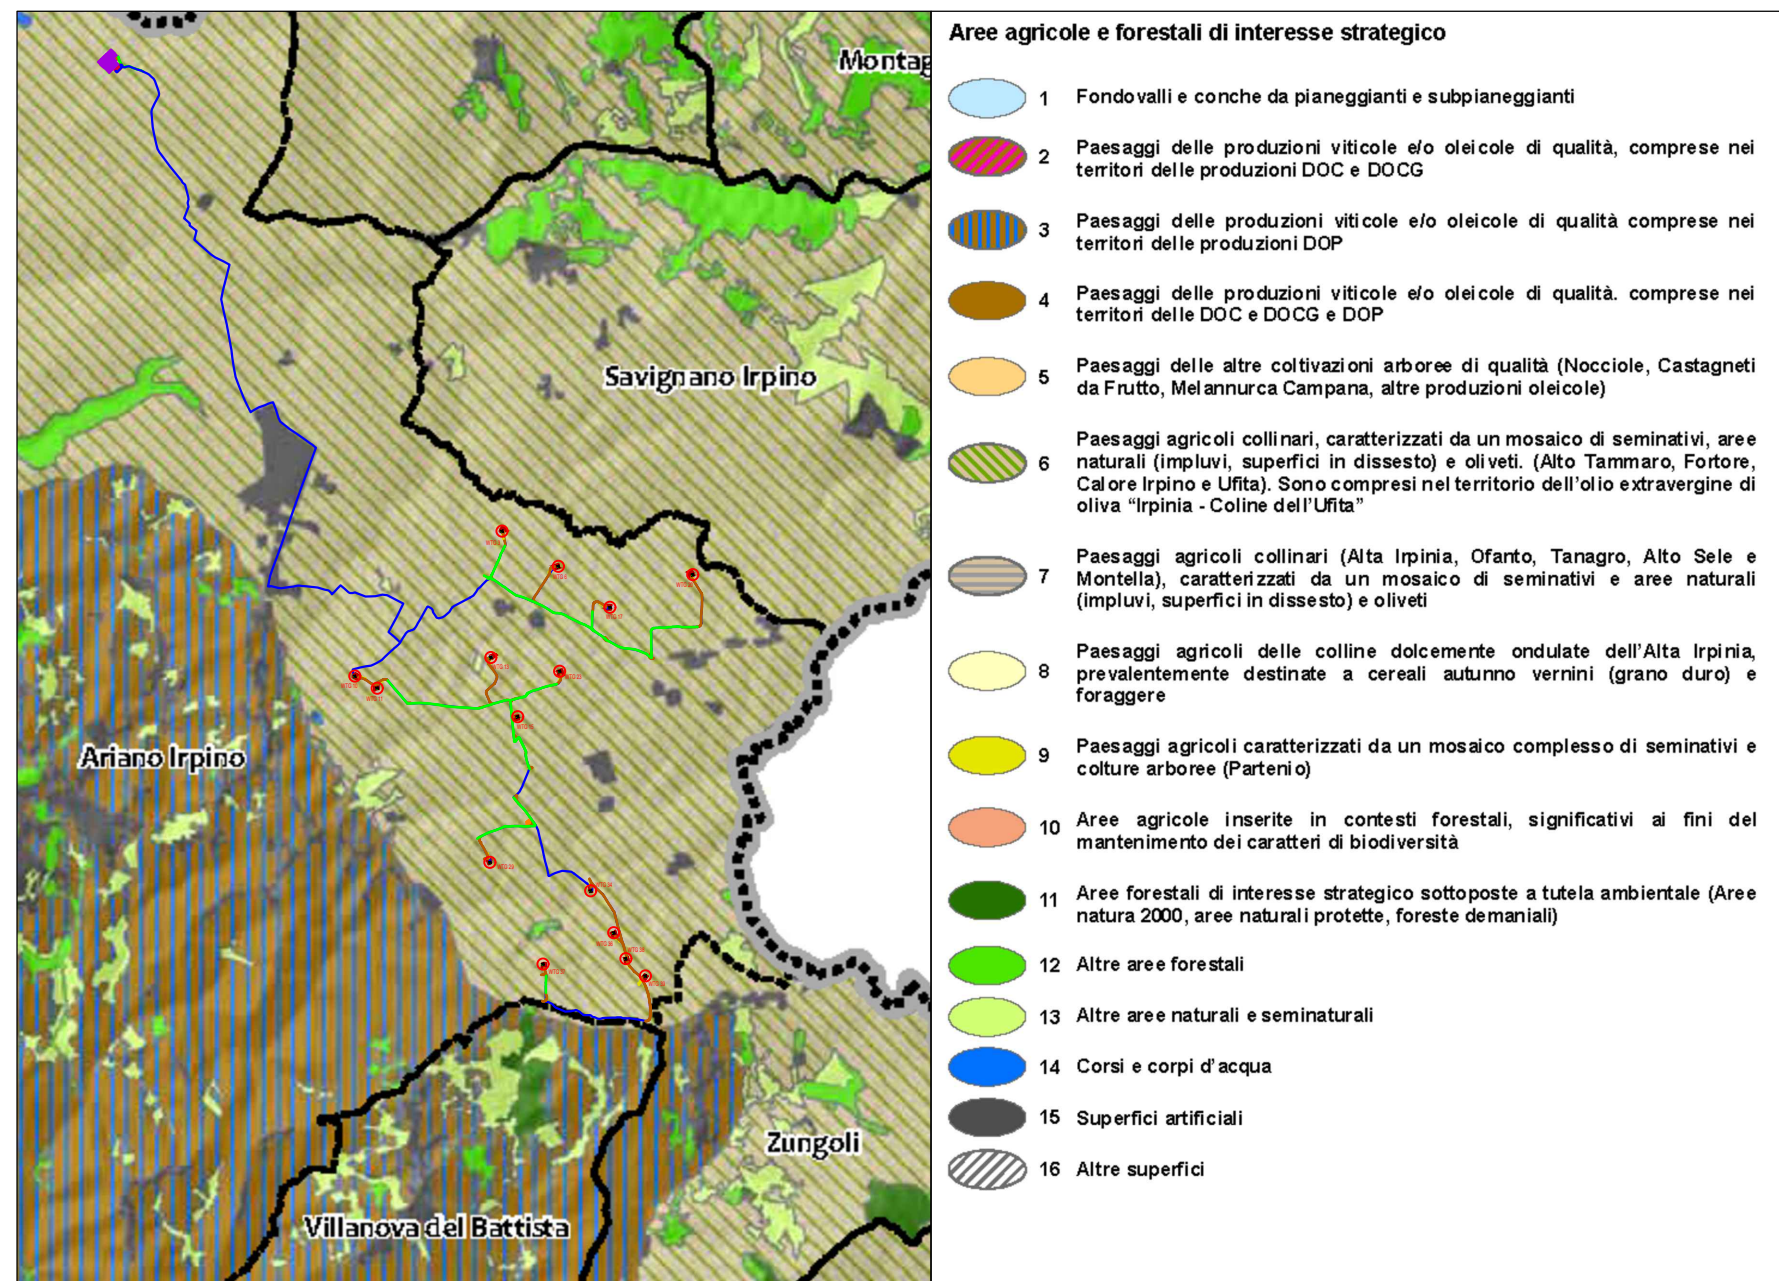 Montag
Savignano Irpino
Ariano Irpino
Zungoli
Villanova del Battista
Aree agricole e forestali di interesse strategico
1 Fondovalli e conche da pianeggianti e subpianeggianti
2 Paesaggi delle produzioni viticole e/o oleicole di qualità, comprese nei
territori delle produzioni DOC e DOCG
3 Paesaggi delle produzioni viticole e/o oleicole di qualità comprese nei
territori delle produzioni DOP
4 Paesaggi delle produzioni viticole e/o oleicole di qualità. comprese nei
territori delle DOC e DOCG e DOP
5 Paesaggi delle altre coltivazioni arboree di qualità (Nocciole, Castagneti
da Frutto, Melannurca Campana, altre produzioni oleicole)
6 Paesaggi agricoli collinari, caratterizzati da un mosaico di seminativi, aree
naturali (impluvi, superfici in dissesto) e oliveti. (Alto Tammaro, Fortore,
Calore Irpino e Ufita). Sono compresi nel territorio dell'olio extravergine di
oliva “Irpinia - Coline dell'Ufita”
7 Paesaggi agricoli collinari (Alta Irpinia, Ofanto, Tanagro, Alto Sele e
Montella), caratterizzati da un mosaico di seminativi e aree naturali
(impluvi, superfici in dissesto) e oliveti
8 Paesaggi agricoli delle colline dolcemente ondulate dell'Alta Irpinia,
prevalentemente destinate a cereali autunno vernini (grano duro) e
foraggere
9 Paesaggi agricoli caratterizzati da un mosaico complesso di seminativi e
colture arboree (Partenio)
10 Aree agricole inserite in contesti forestali, significativi ai fini del
mantenimento dei caratteri di biodiversità
11 Aree forestali di interesse strategico sottoposte a tutela ambientale (Aree
natura 2000, aree naturali protette, foreste demaniali)
12 Altre aree forestali
13 Altre aree naturali e seminaturali
14 Corsi e corpi d'acqua
15 Superfici artificiali
16 Altre superfici